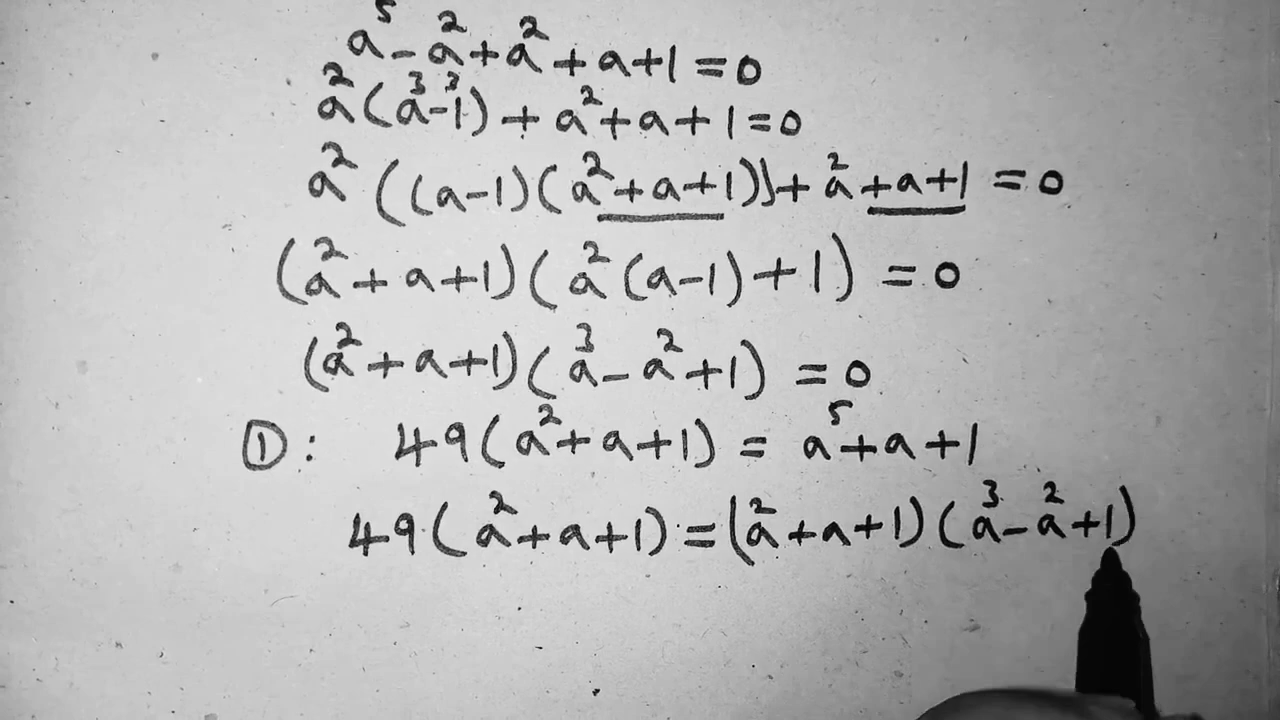 a⁵-a²+a²+a+1=0
a²(a³-1³)+a²+a+1=0
a²((a-1)(a²+a+1))+a²+a+1=0
(a²+a+1)(a²(a-1)+1)=0
(a²+a+1)(a³-a²+1)=0
①: 49(a²+a+1)=a⁵+a+1
49(a²+a+1)=(a²+a+1)(a³-a²+1)